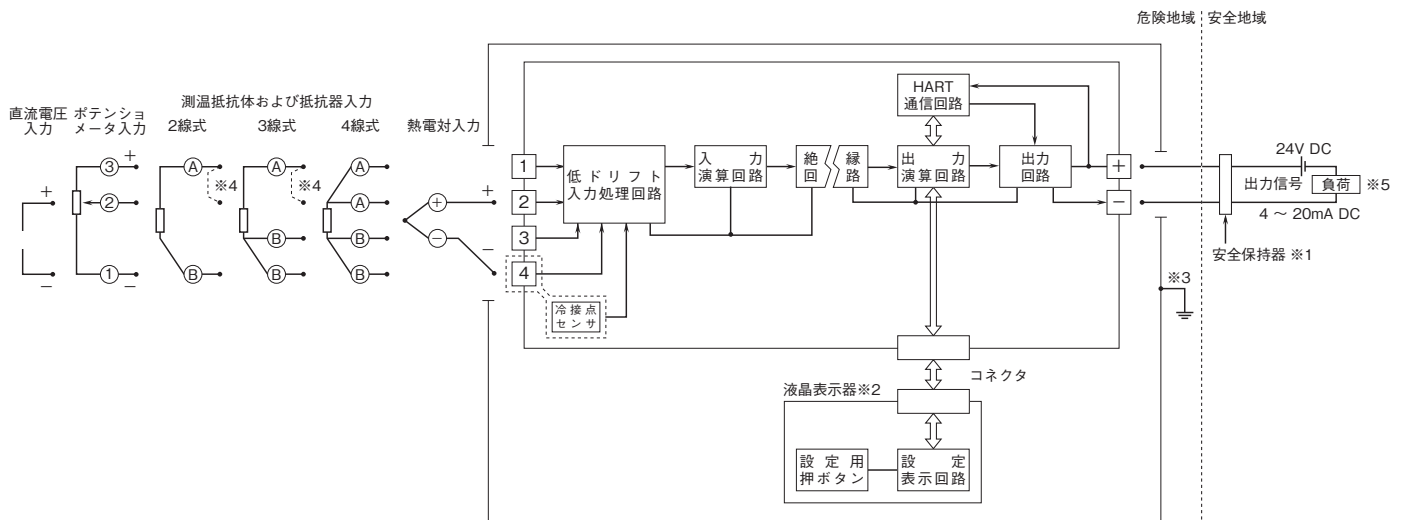 危険地域
安全地域
直流電圧
入力
ポテンショ
メータ入力
測温抵抗体および抵抗器入力
2線式
3線式
4線式
熱電対入力
+
−
3
+
2
1
−
A
※4
B
A
※4
B
B
A
A
B
B
+
−
+
−
1
2
3
4
低ドリフト
入力処理回路
冷接点
センサ
入力
演算回路
絶縁
回路
HART
通信回路
出力
演算回路
出力
回路
+
−
24V DC
出力信号
負荷
※5
4 ～ 20mA DC
安全保持器 ※1
※3
コネクタ
液晶表示器※2
設定用
押ボタン
設定
表示回路